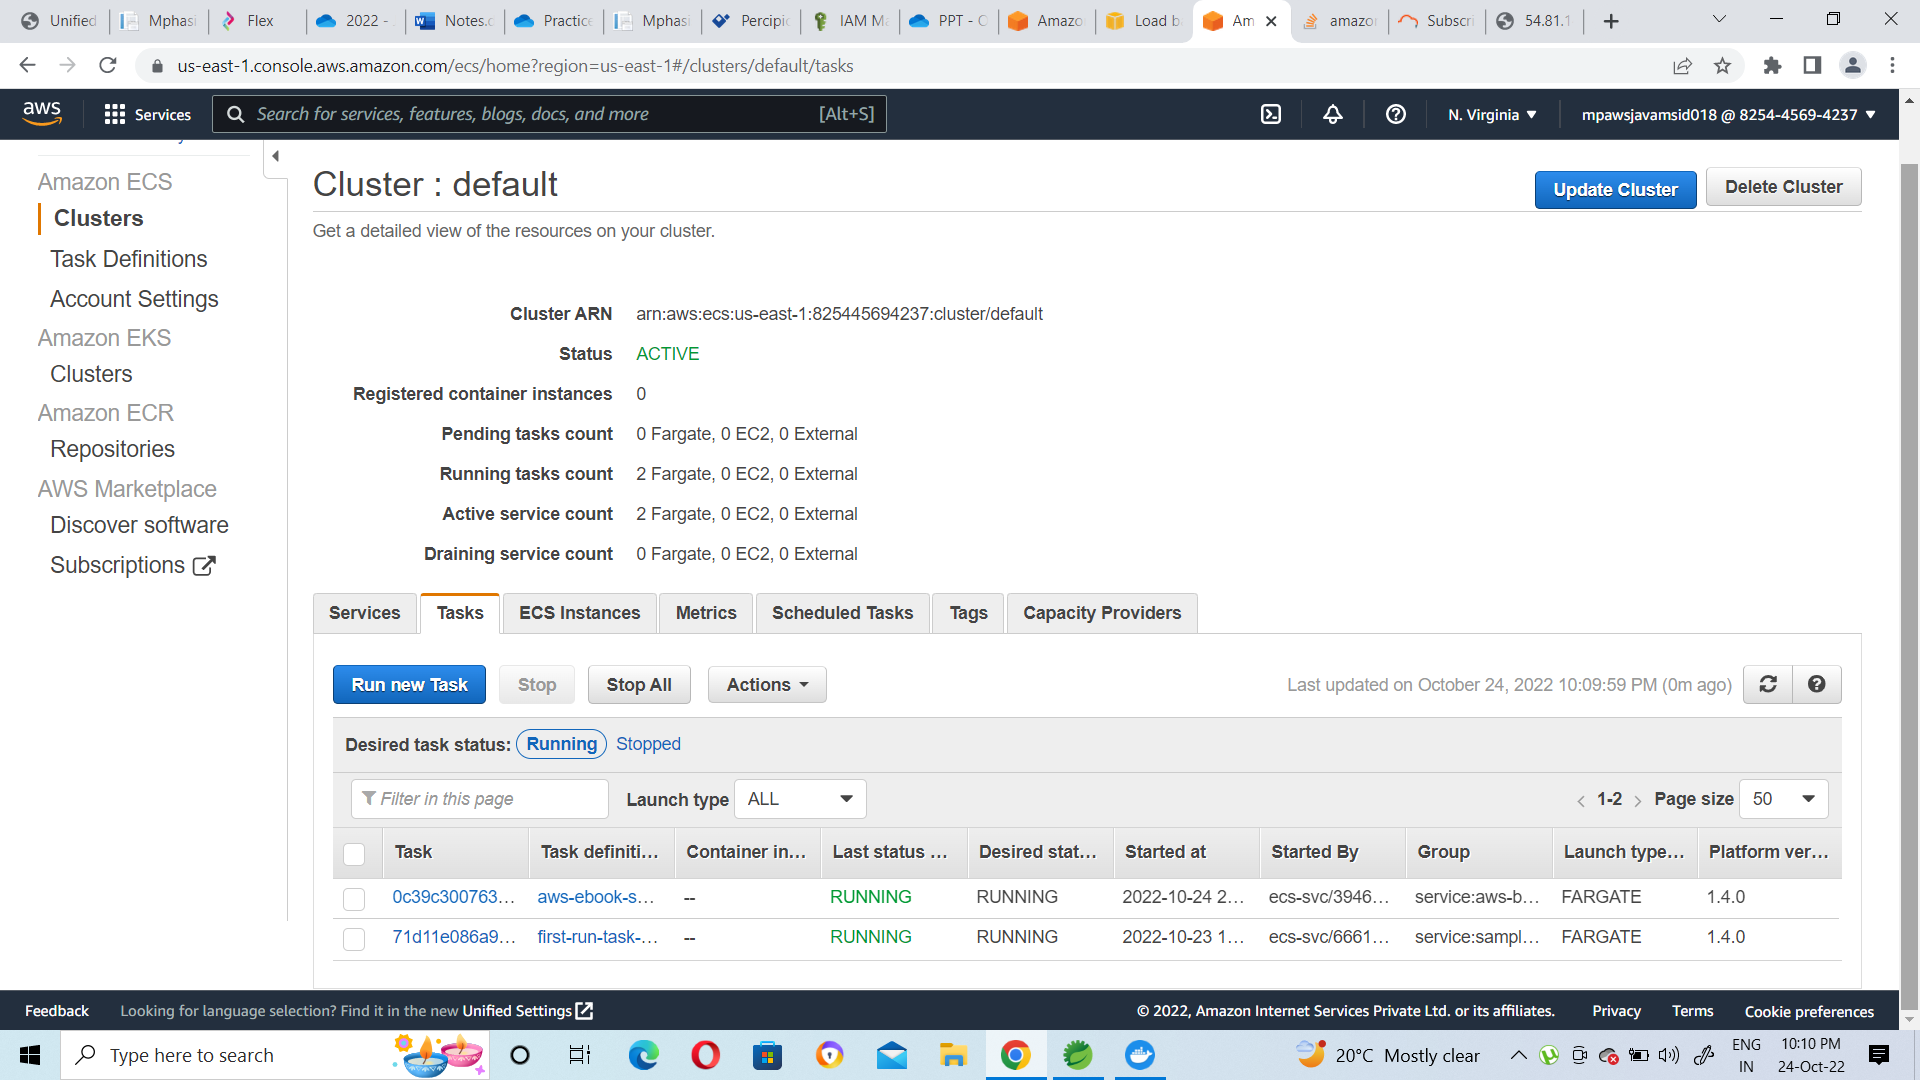 Unified
Mphasi
Flex
2022 -
Notes.d
Practice
Mphasi
Percipio
IAM Ma
PPT - O
Amazon
Load ba
Am
amazon
Subscri
54.81.1
us-east-1.console.aws.amazon.com/ecs/home?region=us-east-1#/clusters/default/tasks
aws
Services
Search for services, features, blogs, docs, and more
[Alt+S]
N. Virginia
mpawsjavamsid018 @ 8254-4569-4237
Amazon ECS
Clusters
Task Definitions
Account Settings
Amazon EKS
Clusters
Amazon ECR
Repositories
AWS Marketplace
Discover software
Subscriptions
Cluster : default
Update Cluster
Delete Cluster
Get a detailed view of the resources on your cluster.
Cluster ARN arn:aws:ecs:us-east-1:825445694237:cluster/default
Status ACTIVE
Registered container instances 0
Pending tasks count 0 Fargate, 0 EC2, 0 External
Running tasks count 2 Fargate, 0 EC2, 0 External
Active service count 2 Fargate, 0 EC2, 0 External
Draining service count 0 Fargate, 0 EC2, 0 External
Services Tasks ECS Instances Metrics Scheduled Tasks Tags Capacity Providers
Run new Task Stop Stop All Actions
Last updated on October 24, 2022 10:09:59 PM (0m ago)
Desired task status: Running Stopped
Filter in this page Launch type ALL
1-2 Page size 50
Task Task definiti... Container in... Last status ... Desired stat... Started at Started By Group Launch type... Platform ver...
0c39c300763... aws-ebook-s... -- RUNNING RUNNING 2022-10-24 2... ecs-svc/3946... service:aws-b... FARGATE 1.4.0
71d11e086a9... first-run-task-... -- RUNNING RUNNING 2022-10-23 1... ecs-svc/6661... service:sampl... FARGATE 1.4.0
Feedback Looking for language selection? Find it in the new Unified Settings
© 2022, Amazon Internet Services Private Ltd. or its affiliates. Privacy Terms Cookie preferences
Type here to search
20°C Mostly clear
ENG
IN
10:10 PM
24-Oct-22